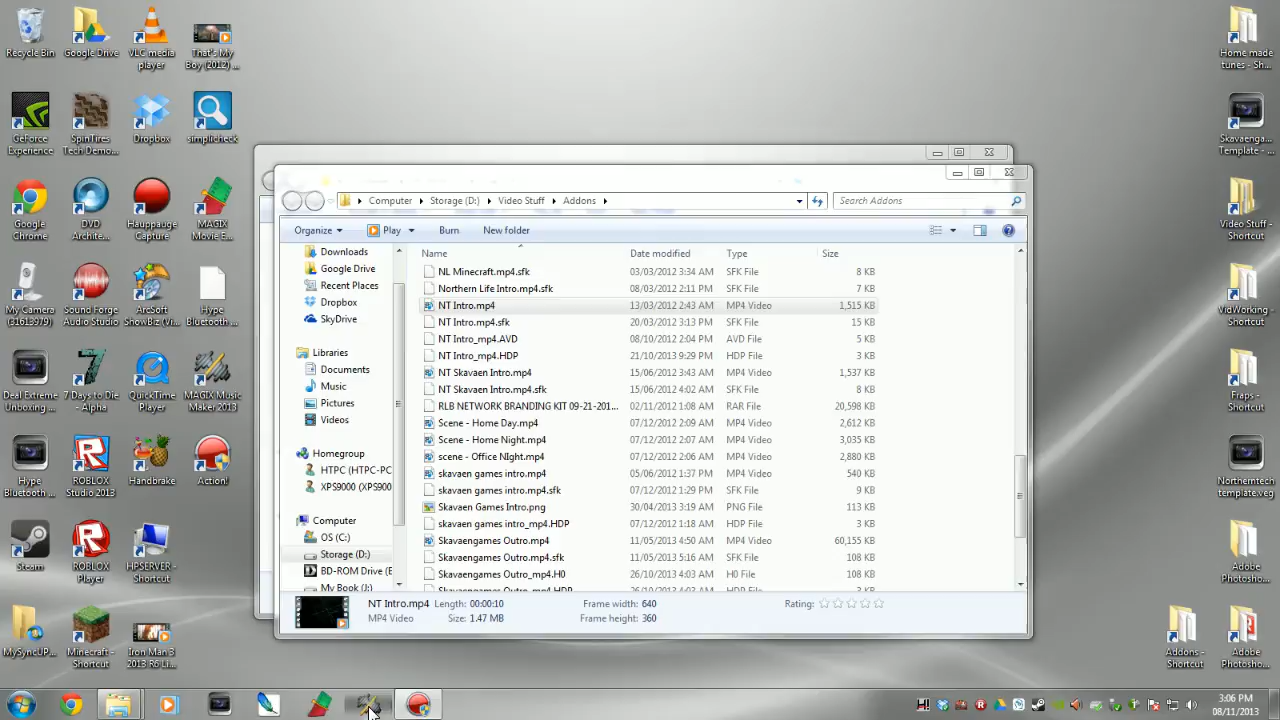 Recycle Bin
Google Drive
VLC media
player
That's My
Boy (2012) ...
GeForce
Experience
SpinTires
Tech Demo...
Dropbox
simplicheck
Google
Chrome
DVD
Archite...
Hauppauge
Capture
MAGIX
Movie E...
My Camera
(31613979)
Sound Forge
Audio Studio
ArcSoft
ShowBiz (Vi...
Hype
Bluetooth ...
Deal Extreme
Unboxing ...
7 Days to Die
- Alpha
QuickTime
Player
MAGIX Music
Maker 2013
Hype
Bluetooth ...
ROBLOX
Studio 2013
Handbrake
Action!
Steam
ROBLOX
Player
HPSERVER -
Shortcut
MySyncUP...
Minecraft -
Shortcut
Iron Man 3
2013 R6 Li...
Computer
Storage (D:)
Video Stuff
Addons
Search Addons
Organize
Play
Burn
New folder
Downloads
Google Drive
Recent Places
Dropbox
SkyDrive
Libraries
Documents
Music
Pictures
Videos
Homegroup
HTPC (HTPC-PC
XPS9000 (XPS9000
Computer
OS (C:)
Storage (D:)
BD-ROM Drive (E
My Book (J:)
Name Date modified Type Size
NL Minecraft.mp4.sfk 03/03/2012 3:34 AM SFK File 8 KB
Northern Life Intro.mp4.sfk 08/03/2012 2:11 PM SFK File 7 KB
NT Intro.mp4 13/03/2012 2:43 AM MP4 Video 1,515 KB
NT Intro.mp4.sfk 20/03/2012 3:13 PM SFK File 15 KB
NT Intro_mp4.AVD 08/10/2012 2:04 PM AVD File 5 KB
NT Intro_mp4.HDP 21/10/2013 9:29 PM HDP File 3 KB
NT Skavaen Intro.mp4 15/06/2012 3:43 AM MP4 Video 1,537 KB
NT Skavaen Intro.mp4.sfk 15/06/2012 4:02 AM SFK File 8 KB
RLB NETWORK BRANDING KIT 09-21-201... 02/11/2012 1:08 AM RAR File 20,598 KB
Scene - Home Day.mp4 07/12/2012 2:09 AM MP4 Video 2,612 KB
Scene - Home Night.mp4 07/12/2012 2:07 AM MP4 Video 3,035 KB
scene - Office NIght.mp4 07/12/2012 2:06 AM MP4 Video 2,880 KB
skavaen games intro.mp4 05/06/2012 1:37 PM MP4 Video 540 KB
skavaen games intro.mp4.sfk 07/12/2012 1:29 PM SFK File 9 KB
Skavaen Games Intro.png 30/04/2013 3:19 AM PNG File 113 KB
skavaen games intro_mp4.HDP 07/12/2012 1:18 AM HDP File 3 KB
Skavaengames Outro.mp4 11/05/2013 4:50 AM MP4 Video 60,155 KB
Skavaengames Outro.mp4.sfk 11/05/2013 5:16 AM SFK File 108 KB
Skavaengames Outro_mp4.H0 26/10/2013 4:03 AM H0 File 108 KB
Skavaengames Outro_mp4.HDP 26/10/2013 4:03 AM HDP File 3 KB
NT Intro.mp4 Length: 00:00:10 Frame width: 640 Rating:
MP4 Video Size: 1.47 MB Frame height: 360
Home made
tunes - Sh...
Skavaenga...
Template - ...
Video Stuff -
Shortcut
VidWorking -
Shortcut
Fraps -
Shortcut
Northerntech
template.veg
Adobe
Photosho...
Addons -
Shortcut
Adobe
Photosho...
3:06 PM
08/11/2013